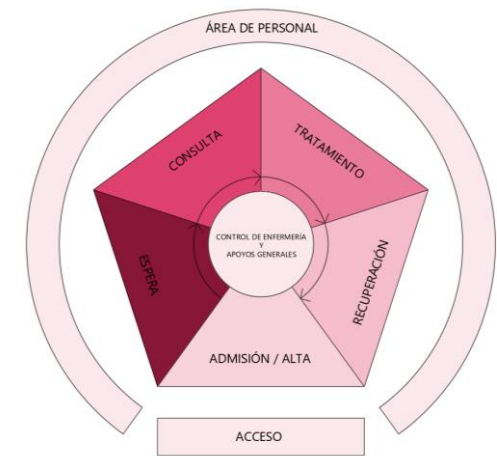 ÁREA DE PERSONAL
CONSULTA
TRATAMIENTO
CONTROL DE ENFERMERÍA
Y
APOYOS GENERALES
ESPERA
RECUPERACIÓN
ADMISIÓN / ALTA
ACCESO